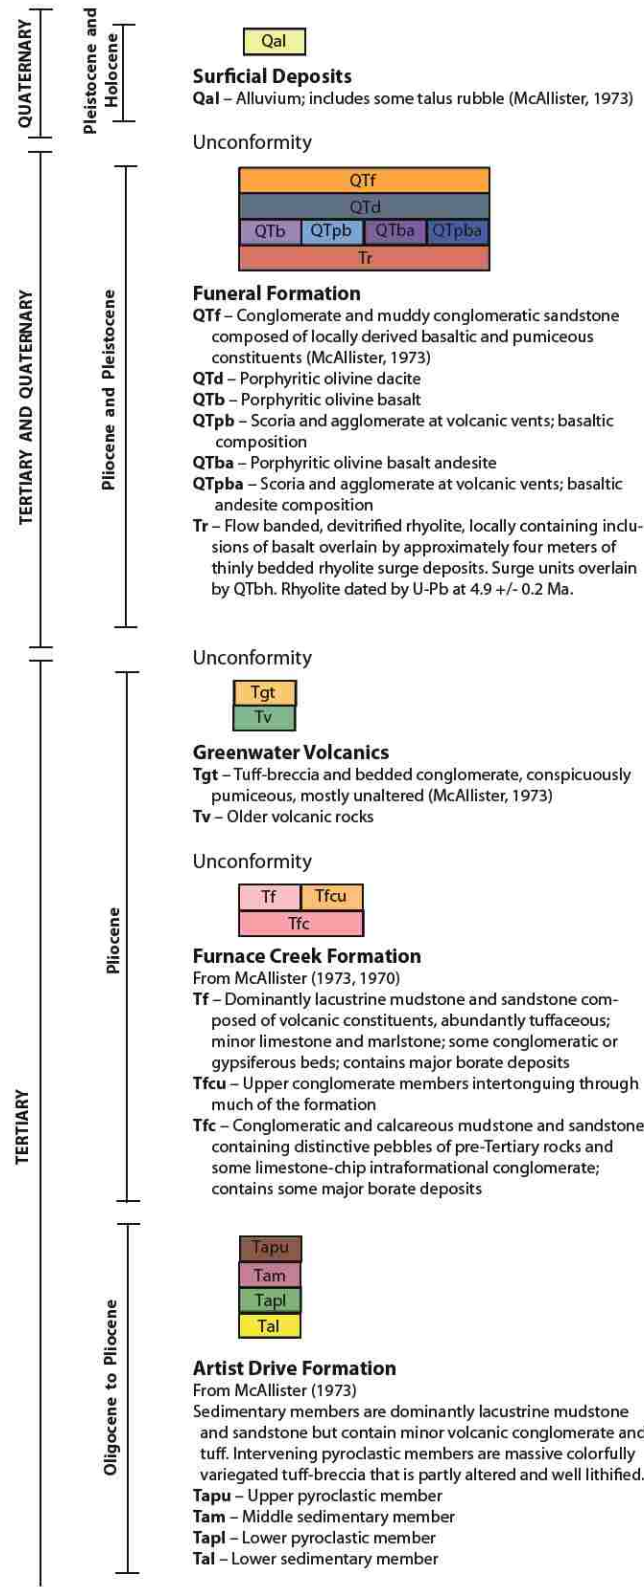 QUATERNARY
Pleistocene and
Holocene
Qal
Surficial Deposits
Qal – Alluvium; includes some talus rubble (McAllister, 1973)
Unconformity
TERTIARY AND QUATERNARY
Pliocene and Pleistocene
QTf
QTd
QTb QTpb QTba QTpba
Tr
Funeral Formation
QTf – Conglomerate and muddy conglomeratic sandstone
composed of locally derived basaltic and pumiceous
constituents (McAllister, 1973)
QTd – Porphyritic olivine dacite
QTb – Porphyritic olivine basalt
QTpb – Scoria and agglomerate at volcanic vents; basaltic
composition
QTba – Porphyritic olivine basalt andesite
QTpba – Scoria and agglomerate at volcanic vents; basaltic
andesite composition
Tr – Flow banded, devitrified rhyolite, locally containing inclu-
sions of basalt overlain by approximately four meters of
thinly bedded rhyolite surge deposits. Surge units overlain
by QTbh. Rhyolite dated by U-Pb at 4.9 +/- 0.2 Ma.
Unconformity
TERTIARY
Pliocene
Tgt
Tv
Greenwater Volcanics
Tgt – Tuff-breccia and bedded conglomerate, conspicuously
pumiceous, mostly unaltered (McAllister, 1973)
Tv – Older volcanic rocks
Unconformity
Tf Tfcu
Tfc
Furnace Creek Formation
From McAllister (1973, 1970)
Tf – Dominantly lacustrine mudstone and sandstone com-
posed of volcanic constituents, abundantly tuffaceous;
minor limestone and marlstone; some conglomeratic or
gypsiferous beds; contains major borate deposits
Tfcu – Upper conglomerate members intertonguing through
much of the formation
Tfc – Conglomeratic and calcareous mudstone and sandstone
containing distinctive pebbles of pre-Tertiary rocks and
some limestone-chip intraformational conglomerate;
contains some major borate deposits
Oligocene to Pliocene
Tapu
Tam
Tapl
Tal
Artist Drive Formation
From McAllister (1973)
Sedimentary members are dominantly lacustrine mudstone
and sandstone but contain minor volcanic conglomerate and
tuff. Intervening pyroclastic members are massive colorfully
variegated tuff-breccia that is partly altered and well lithified.
Tapu – Upper pyroclastic member
Tam – Middle sedimentary member
Tapl – Lower pyroclastic member
Tal – Lower sedimentary member